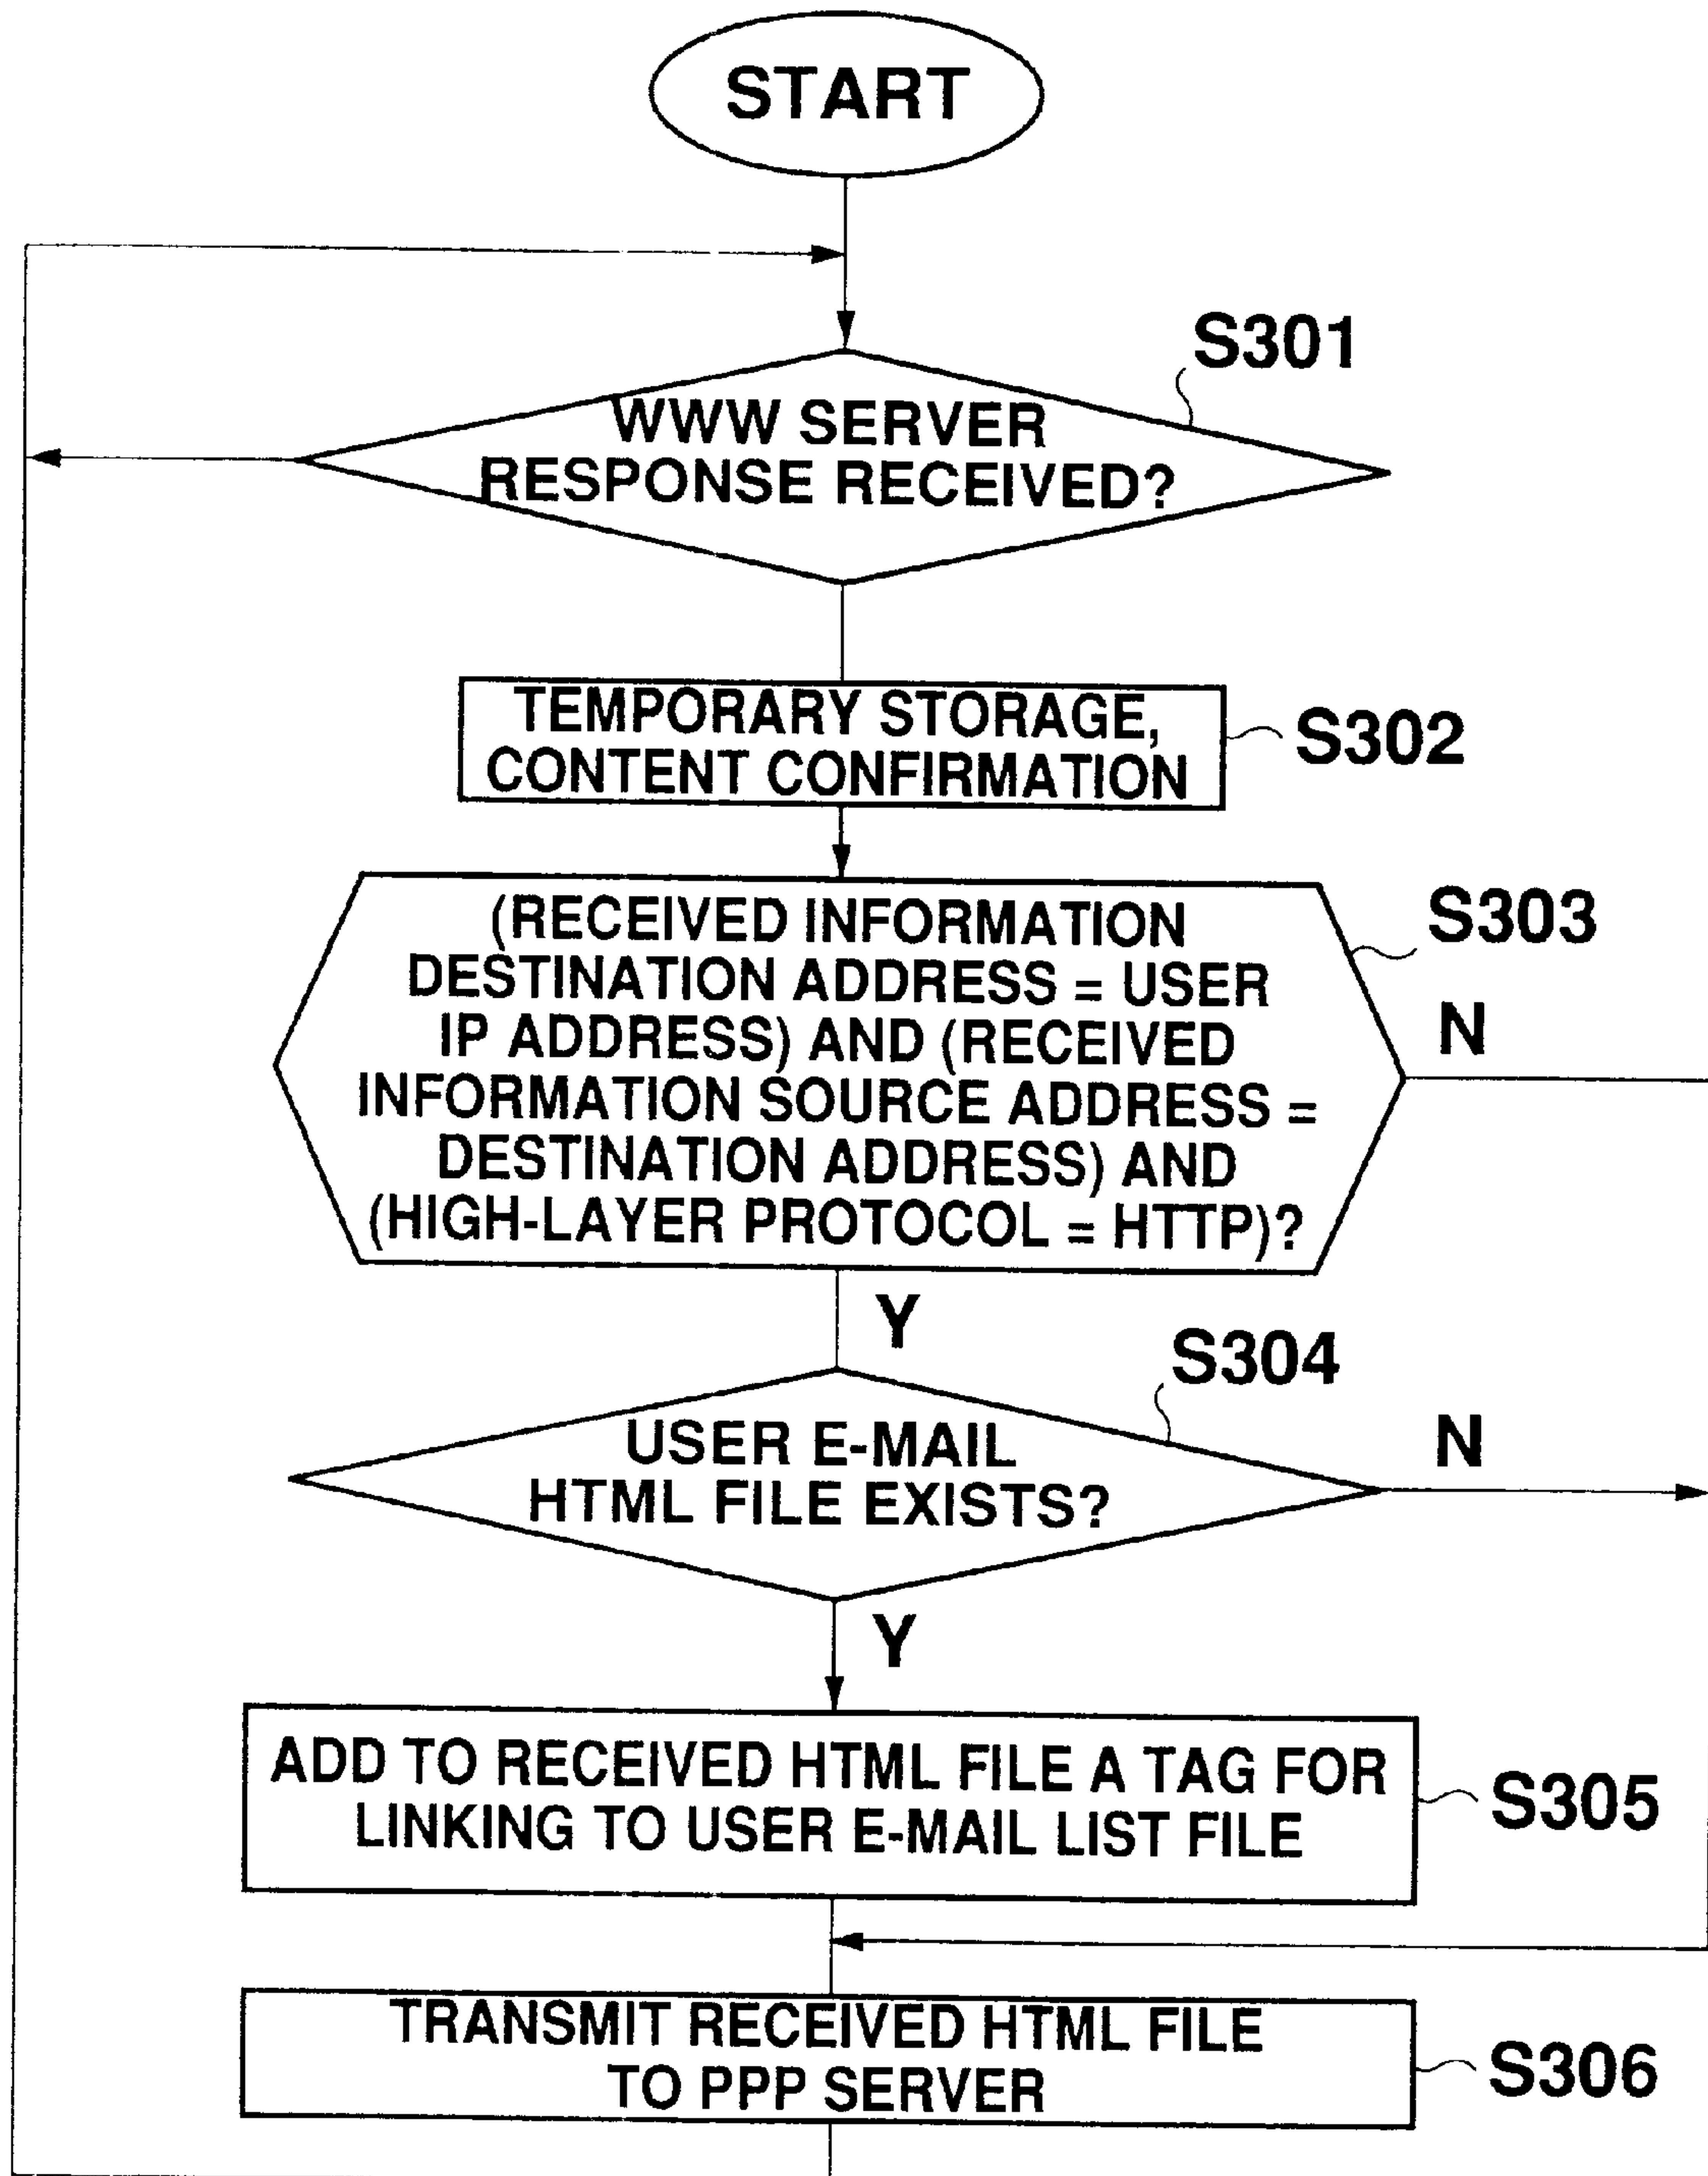 START
S301
WWW SERVER
RESPONSE RECEIVED?
TEMPORARY STORAGE,
CONTENT CONFIRMATION
S302
(RECEIVED INFORMATION
DESTINATION ADDRESS = USER
IP ADDRESS) AND (RECEIVED
INFORMATION SOURCE ADDRESS =
DESTINATION ADDRESS) AND
(HIGH-LAYER PROTOCOL = HTTP)?
S303
N
Y
S304
USER E-MAIL
HTML FILE EXISTS?
N
Y
ADD TO RECEIVED HTML FILE A TAG FOR
LINKING TO USER E-MAIL LIST FILE
S305
TRANSMIT RECEIVED HTML FILE
TO PPP SERVER
S306